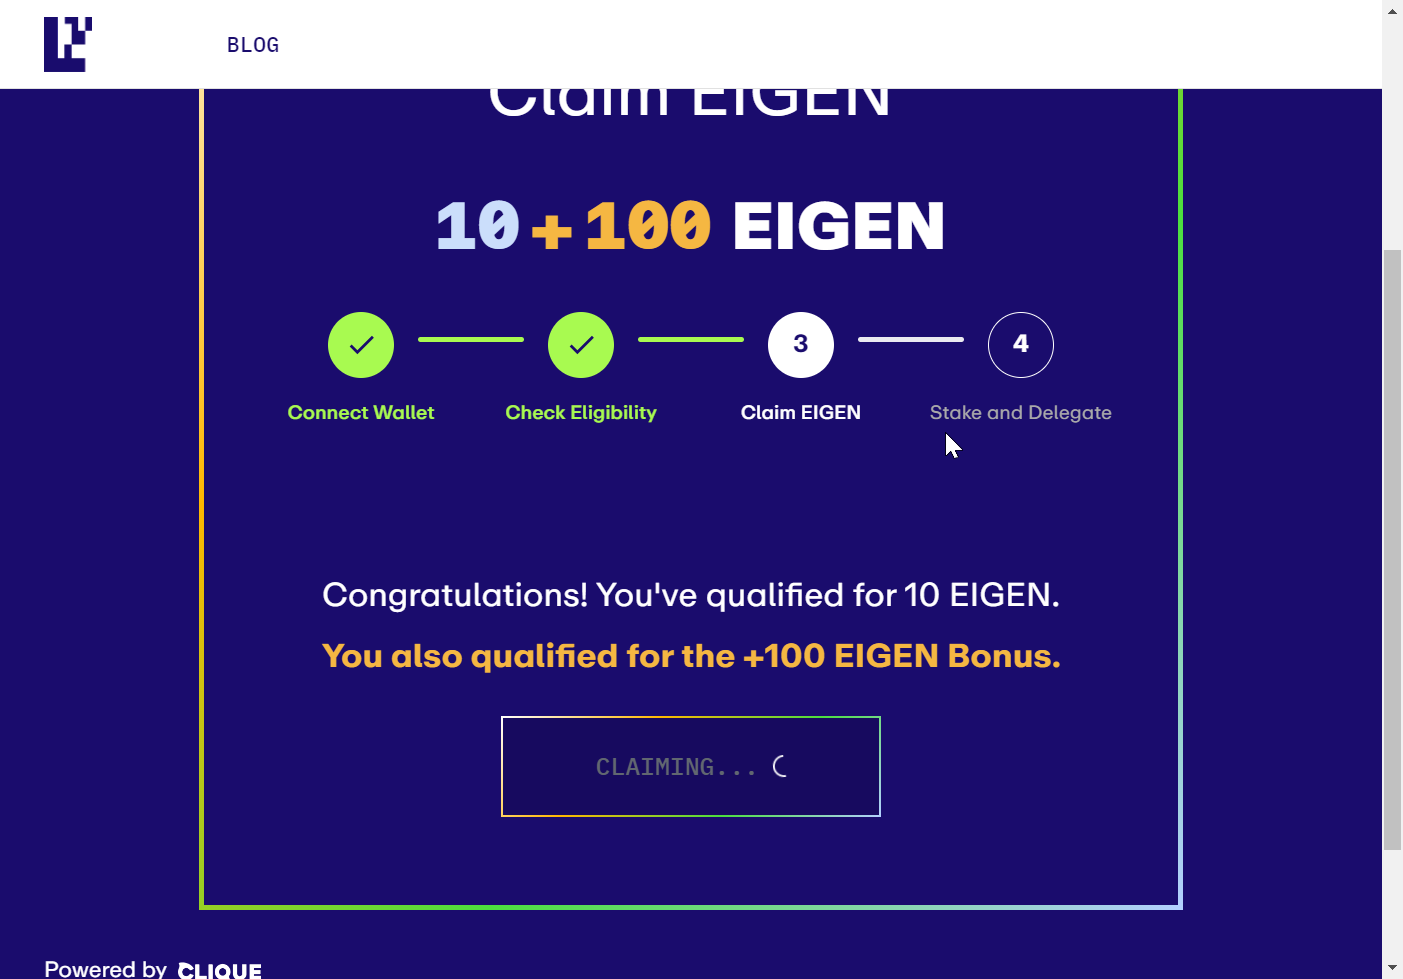 BLOG
Claim EIGEN
10 + 100 EIGEN
3
4
Connect Wallet
Check Eligibility
Claim EIGEN
Stake and Delegate
Congratulations! You've qualified for 10 EIGEN.
You also qualified for the +100 EIGEN Bonus.
CLAIMING...
Powered by CLIQUE